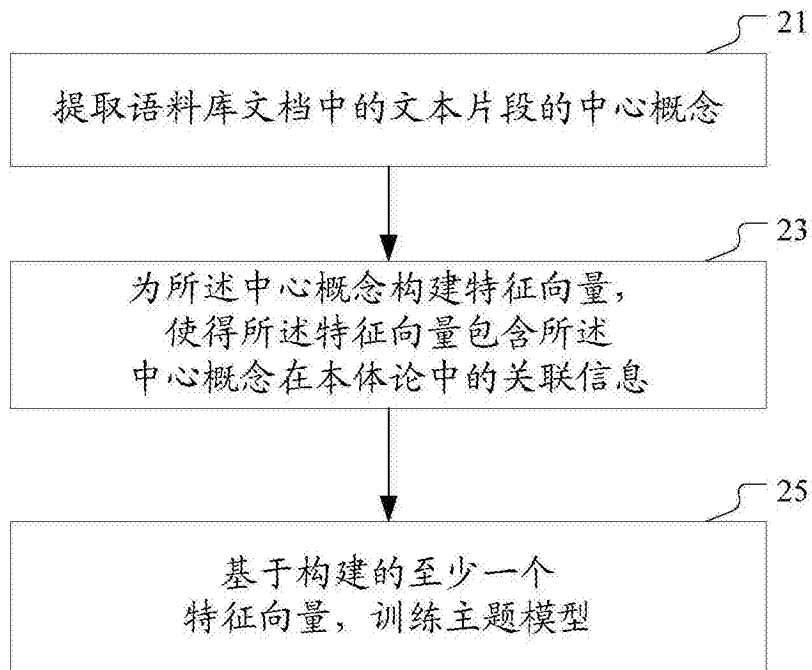 21
提取语料库文档中的文本片段的中心概念
23
为所述中心概念构建特征向量，
使得所述特征向量包含所述
中心概念在本体论中的关联信息
25
基于构建的至少一个
特征向量，训练主题模型